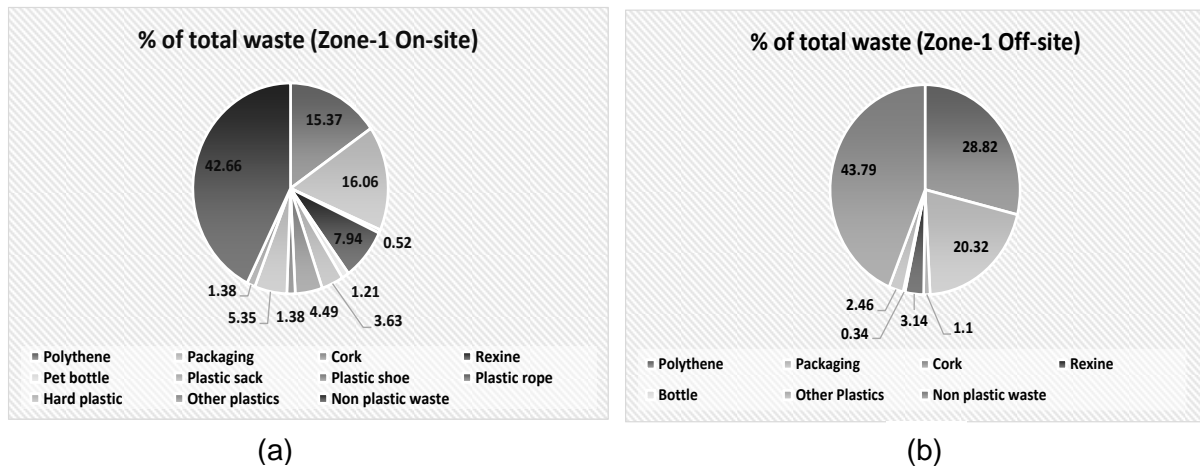 % of total waste (Zone-1 On-site)
15.37
42.66
16.06
7.94
0.52
1.38
1.21
5.35
1.38
4.49
3.63
Polythene Packaging Cork Rexine
Pet bottle Plastic sack Plastic shoe Plastic rope
Hard plastic Other plastics Non plastic waste
(a)
% of total waste (Zone-1 Off-site)
28.82
43.79
20.32
2.46
0.34
3.14
1.1
Polythene Packaging Cork Rexine
Bottle Other Plastics Non plastic waste
(b)